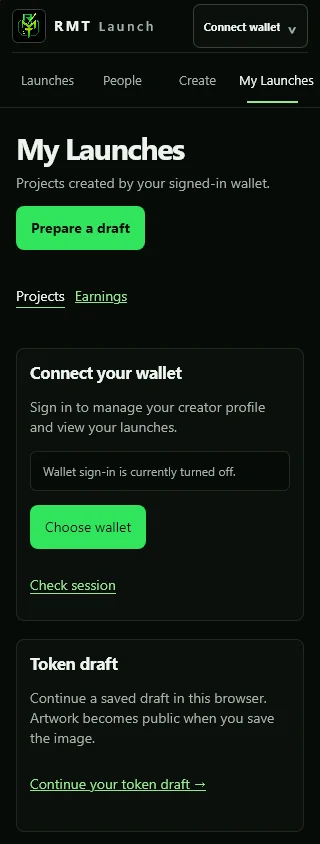 RMT Launch
Connect wallet
Launches
People
Create
My Launches
My Launches
Projects created by your signed-in wallet.
Prepare a draft
Projects
Earnings
Connect your wallet
Sign in to manage your creator profile
and view your launches.
Wallet sign-in is currently turned off.
Choose wallet
Check session
Token draft
Continue a saved draft in this browser.
Artwork becomes public when you save
the image.
Continue your token draft →